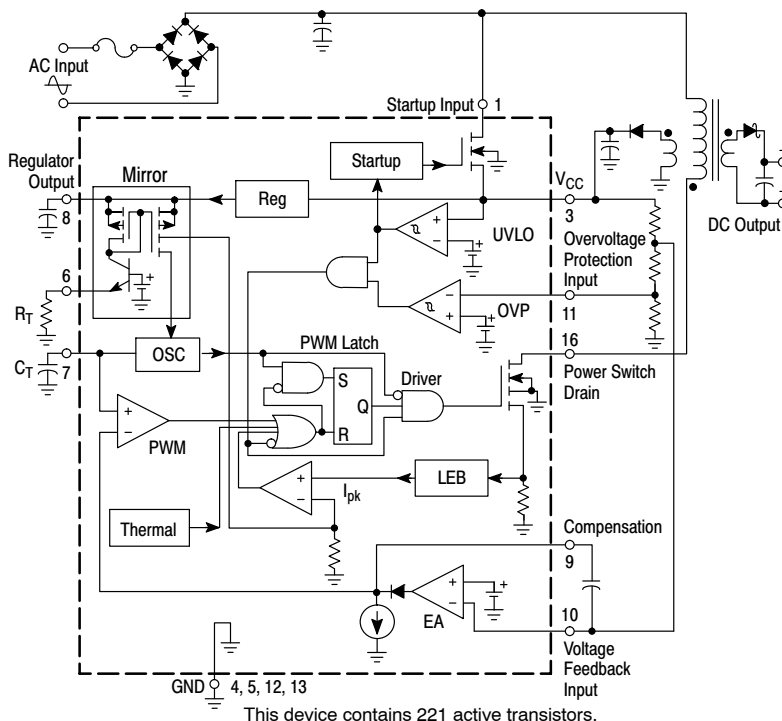 AC Input
Startup Input
1
Regulator
Output
8
Mirror
Startup
Reg
VCC
3
DC Output
UVLO
Overvoltage
Protection
Input
11
6
RT
OVP
16
Power Switch
Drain
CT
7
OSC
PWM Latch
S
Q
R
Driver
+
−
PWM
+
−
Ipk
LEB
Thermal
Compensation
9
+
−
EA
10
Voltage
Feedback
Input
GND
4, 5, 12, 13
This device contains 221 active transistors.